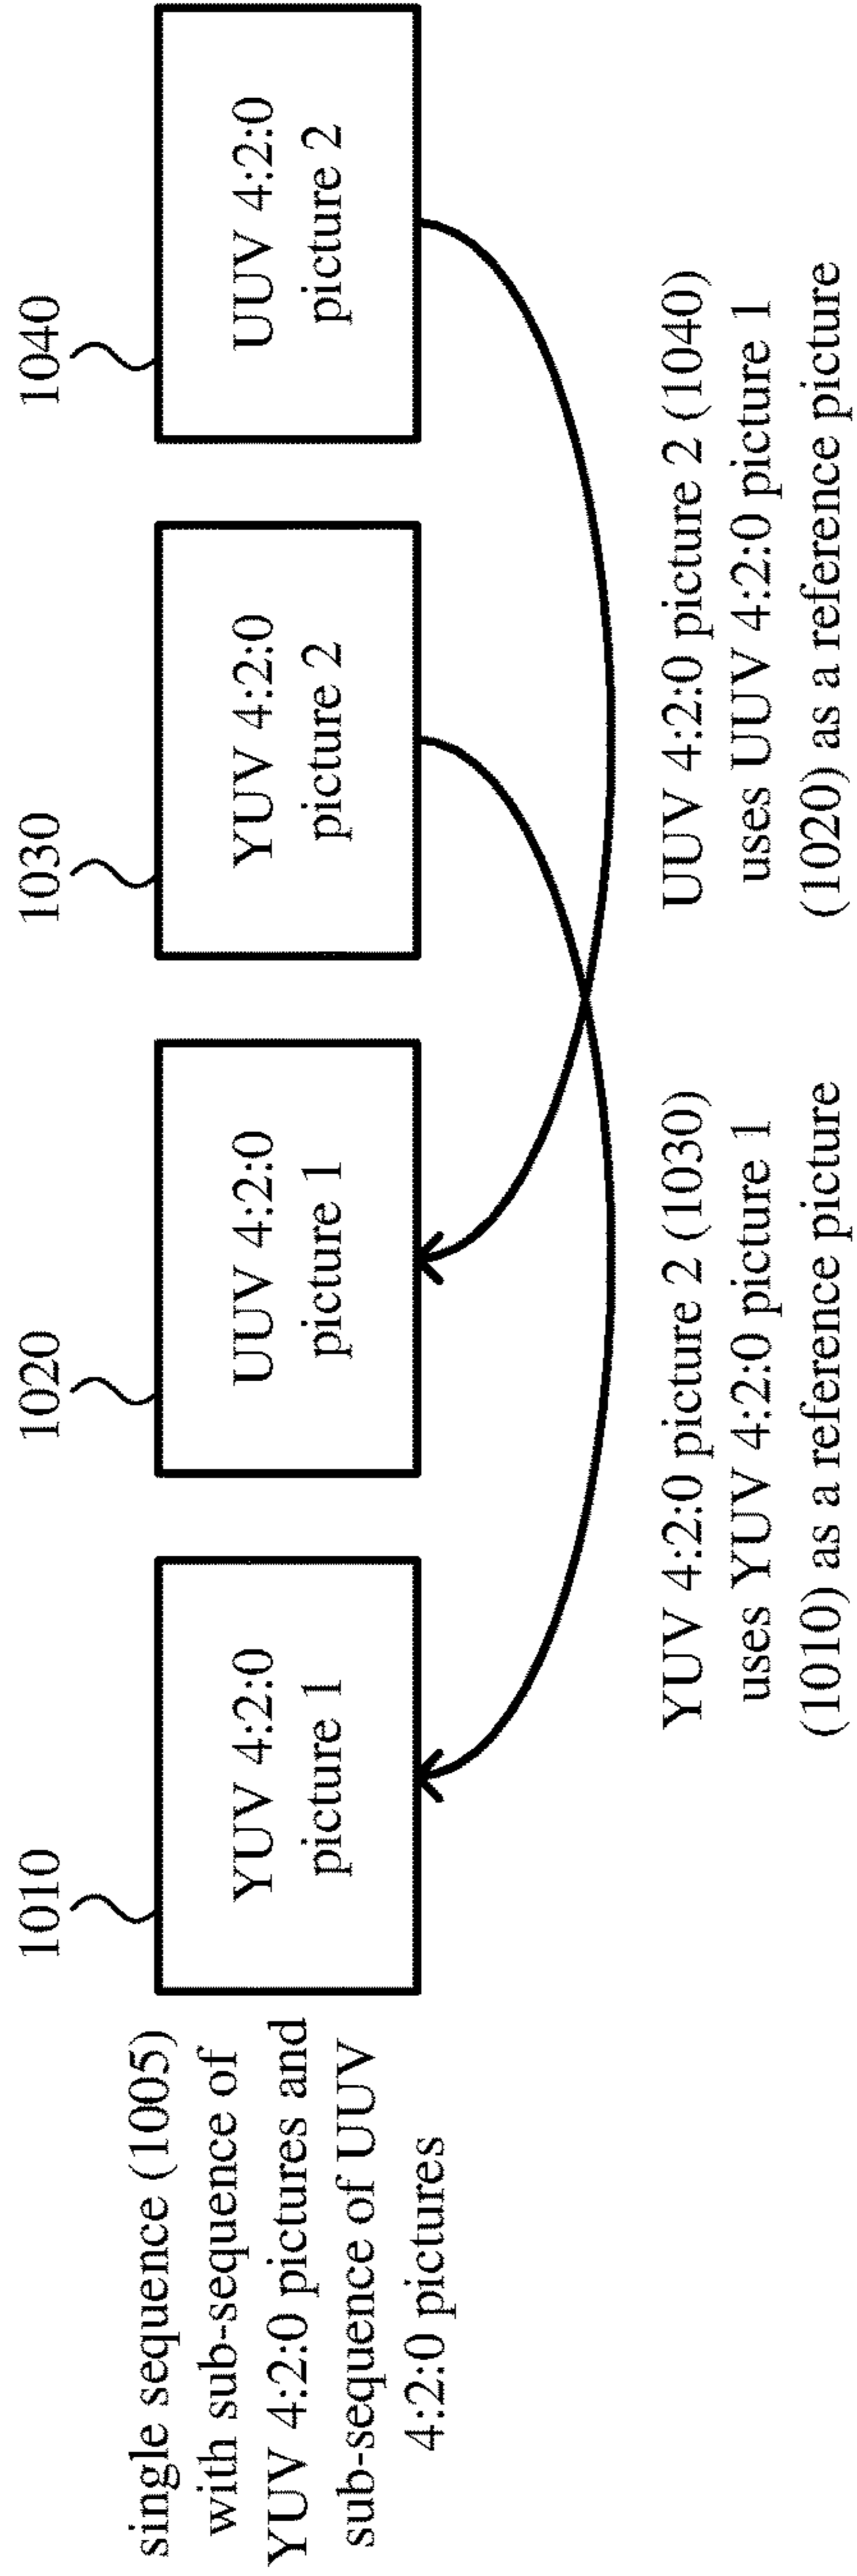 single sequence (1005)
with sub-sequence of
YUV 4:2:0 pictures and
sub-sequence of UUV
4:2:0 pictures
1010
YUV 4:2:0
picture 1
1020
UUV 4:2:0
picture 1
1030
YUV 4:2:0
picture 2
1040
UUV 4:2:0
picture 2
YUV 4:2:0 picture 2 (1030)
uses YUV 4:2:0 picture 1
(1010) as a reference picture
UUV 4:2:0 picture 2 (1040)
uses UUV 4:2:0 picture 1
(1020) as a reference picture